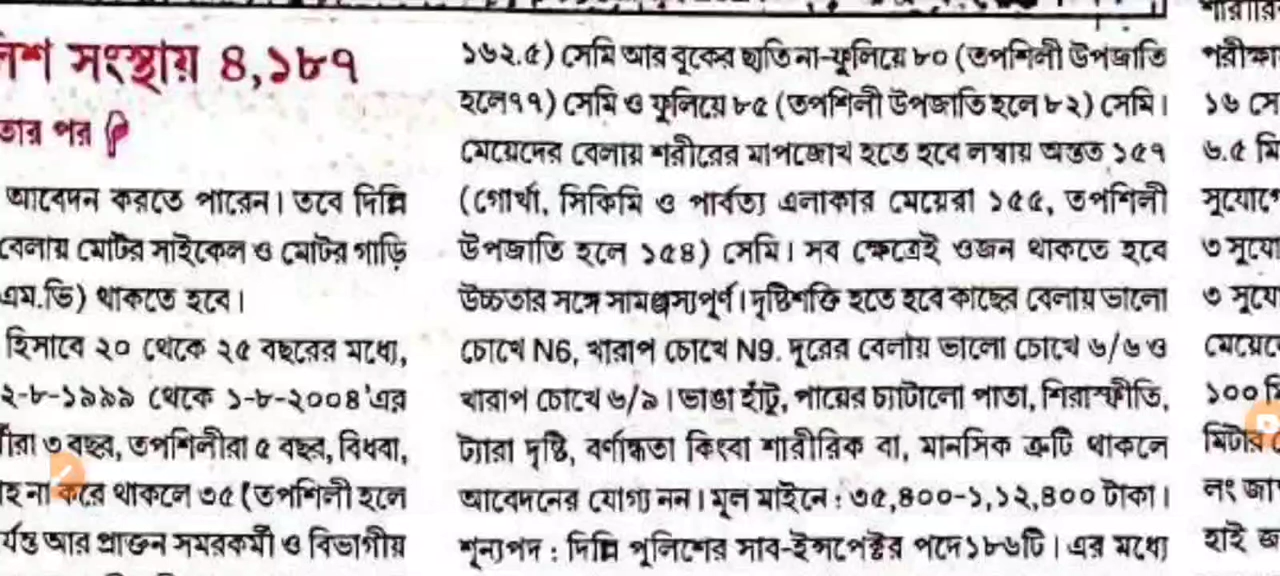 সংস্থায় ৪,১৮৭
তার পর
আবেদন করতে পারেন। তবে দিল্লি
বেলায় মোটর সাইকেল ও মোটর গাড়ি
এম.ভি) থাকতে হবে।
হিসাবে ২০ থেকে ২৫ বছরের মধ্যে,
২-৮-১৯৯৯ থেকে ১-৮-২০০৪'এর
৩ বছর, তপশিলীরা ৫ বছর, বিধবা,
না করে থাকলে ৩৫ (তপশিলী হলে
আর প্রাক্তন সমরকর্মী ও বিভাগীয়
১৬২.৫) সেমি আর বুকের ছাতি না-ফুলিয়ে ৮০ (তপশিলী উপজাতি
হলে৭৭) সেমি ও ফুলিয়ে ৮৫ (তপশিলী উপজাতি হলে ৮২) সেমি।
মেয়েদের বেলায় শরীরের মাপজোখ হতে হবে লম্বায় অন্তত ১৫৭
(গোর্খা, সিকিমি ও পার্বত্য এলাকার মেয়েরা ১৫৫, তপশিলী
উপজাতি হলে ১৫৪) সেমি। সব ক্ষেত্রেই ওজন থাকতে হবে
উচ্চতার সঙ্গে সামঞ্জস্যপূর্ণ। দৃষ্টিশক্তি হতে হবে কাছের বেলায় ভালো
চোখে N6, খারাপ চোখে N9. দূরের বেলায় ভালো চোখে ৬/৬ ও
খারাপ চোখে ৬/৯। ভাঙা হাঁটু, পায়ের চ্যাটালো পাতা, শিরাস্ফীতি,
ট্যারা দৃষ্টি, বর্ণান্ধতা কিংবা শারীরিক বা, মানসিক ত্রুটি থাকলে
আবেদনের যোগ্য নন। মূল মাইনে : ৩৫,৪০০-১,১২,৪০০ টাকা।
শূন্যপদ : দিল্লি পুলিশের সাব-ইন্সপেক্টর পদে ১৮৬টি। এর মধ্যে
পরীক্ষা
১৬
৬.৫
৩
৩
১০০
মিটার
লং
হাই